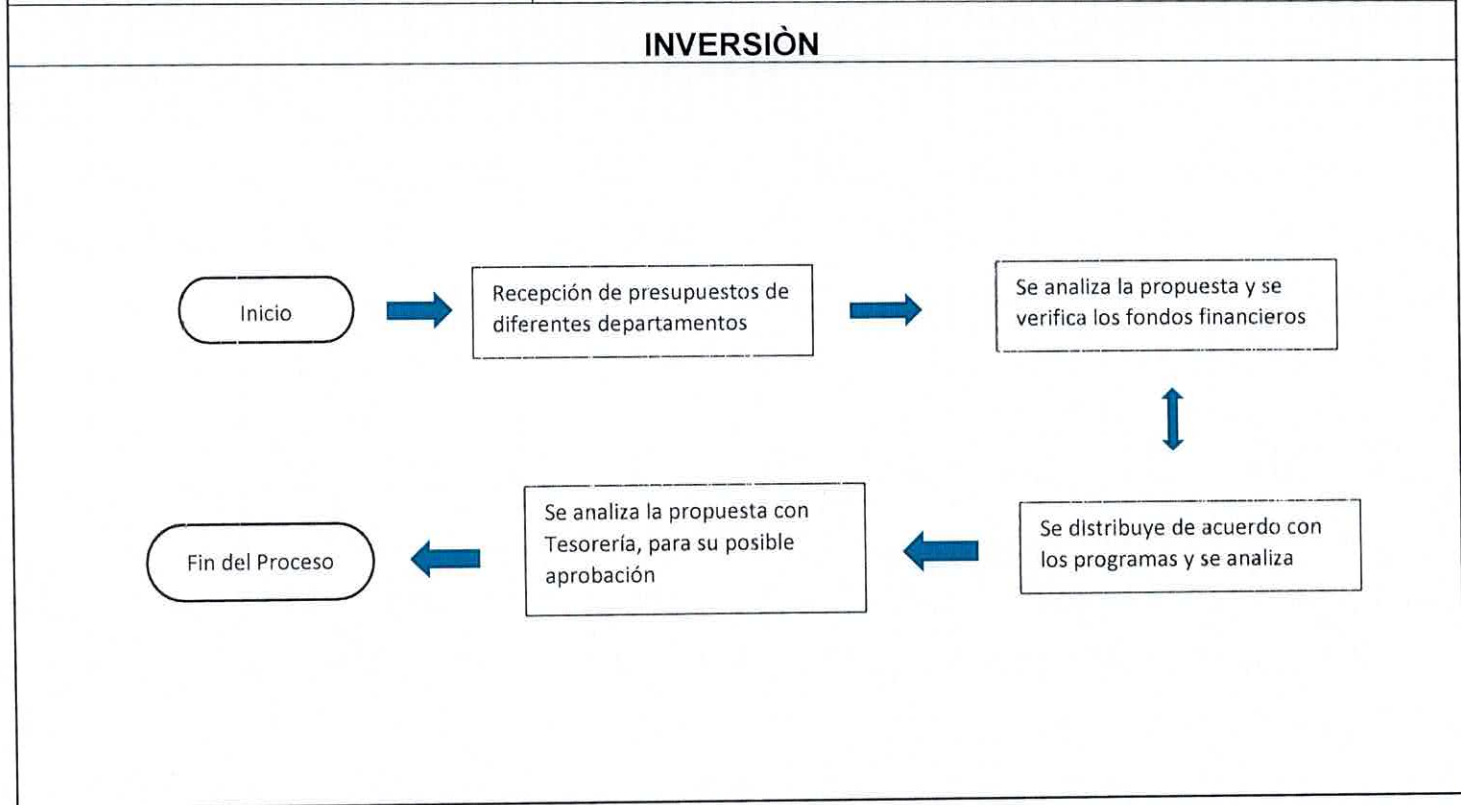 INVERSIÒN
Inicio
Recepción de presupuestos de
diferentes departamentos
Se analiza la propuesta y se
verifica los fondos financieros
Se distribuye de acuerdo con
los programas y se analiza
Se analiza la propuesta con
Tesorería, para su posible
aprobación
Fin del Proceso